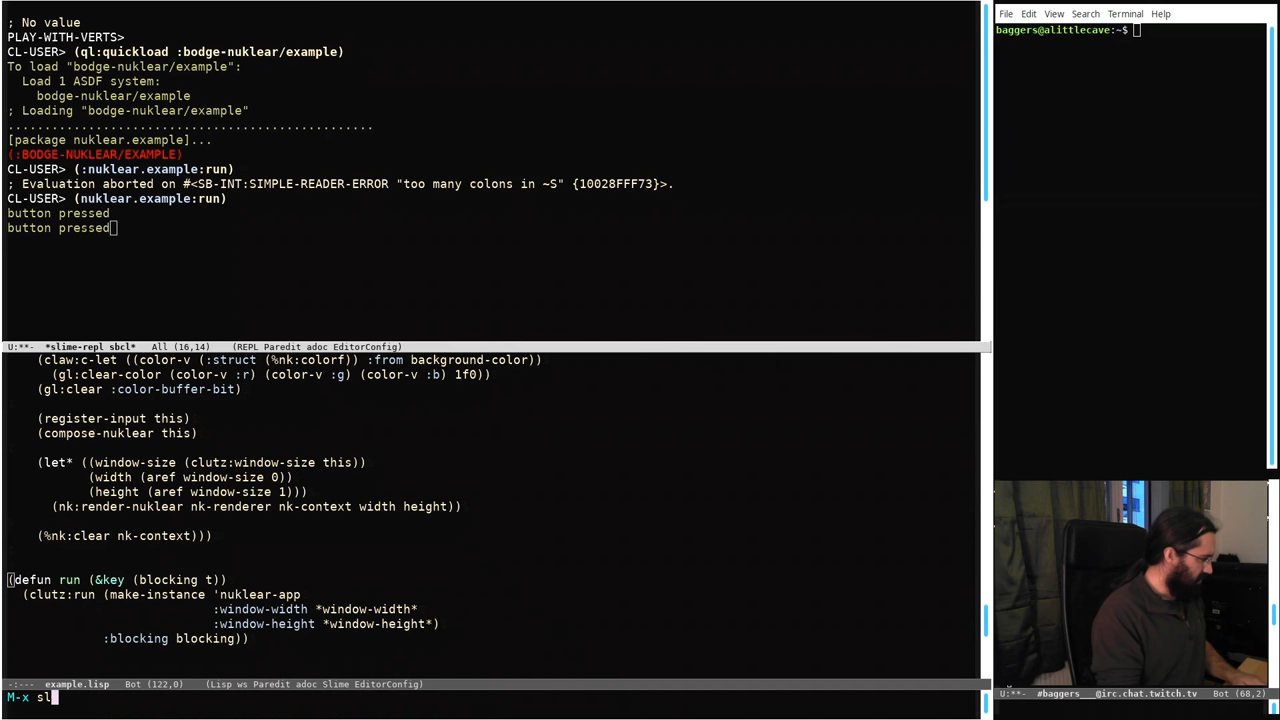 ; No value
PLAY-WITH-VERTS>
CL-USER> (ql:quickload :bodge-nuklear/example)
To load "bodge-nuklear/example":
  Load 1 ASDF system:
    bodge-nuklear/example
; Loading "bodge-nuklear/example"
..................................................
[package nuklear.example]...
(:BODGE-NUKLEAR/EXAMPLE)
CL-USER> (:nuklear.example:run)
; Evaluation aborted on #<SB-INT:SIMPLE-READER-ERROR "too many colons in ~S" {10028FFF73}>.
CL-USER> (nuklear.example:run)
button pressed
button pressed
U:**-  *slime-repl sbcl*   All (16,14)    (REPL Paredit adoc EditorConfig)
    (claw:c-let ((color-v (:struct (%nk:colorf)) :from background-color))
      (gl:clear-color (color-v :r) (color-v :g) (color-v :b) 1f0))
    (gl:clear :color-buffer-bit)
    (register-input this)
    (compose-nuklear this)
    (let* ((window-size (clutz:window-size this))
           (width (aref window-size 0))
           (height (aref window-size 1)))
      (nk:render-nuklear nk-renderer nk-context width height))
    (%nk:clear nk-context)))
(defun run (&key (blocking t))
  (clutz:run (make-instance 'nuklear-app
                            :window-width *window-width*
                            :window-height *window-height*)
             :blocking blocking))
-:---  example.lisp   Bot (122,0)    (Lisp ws Paredit adoc Slime EditorConfig)
M-x sl
File Edit View Search Terminal Help
baggers@alittlecave:~$
U:**-  #baggers___@irc.chat.twitch.tv   Bot (68,2)